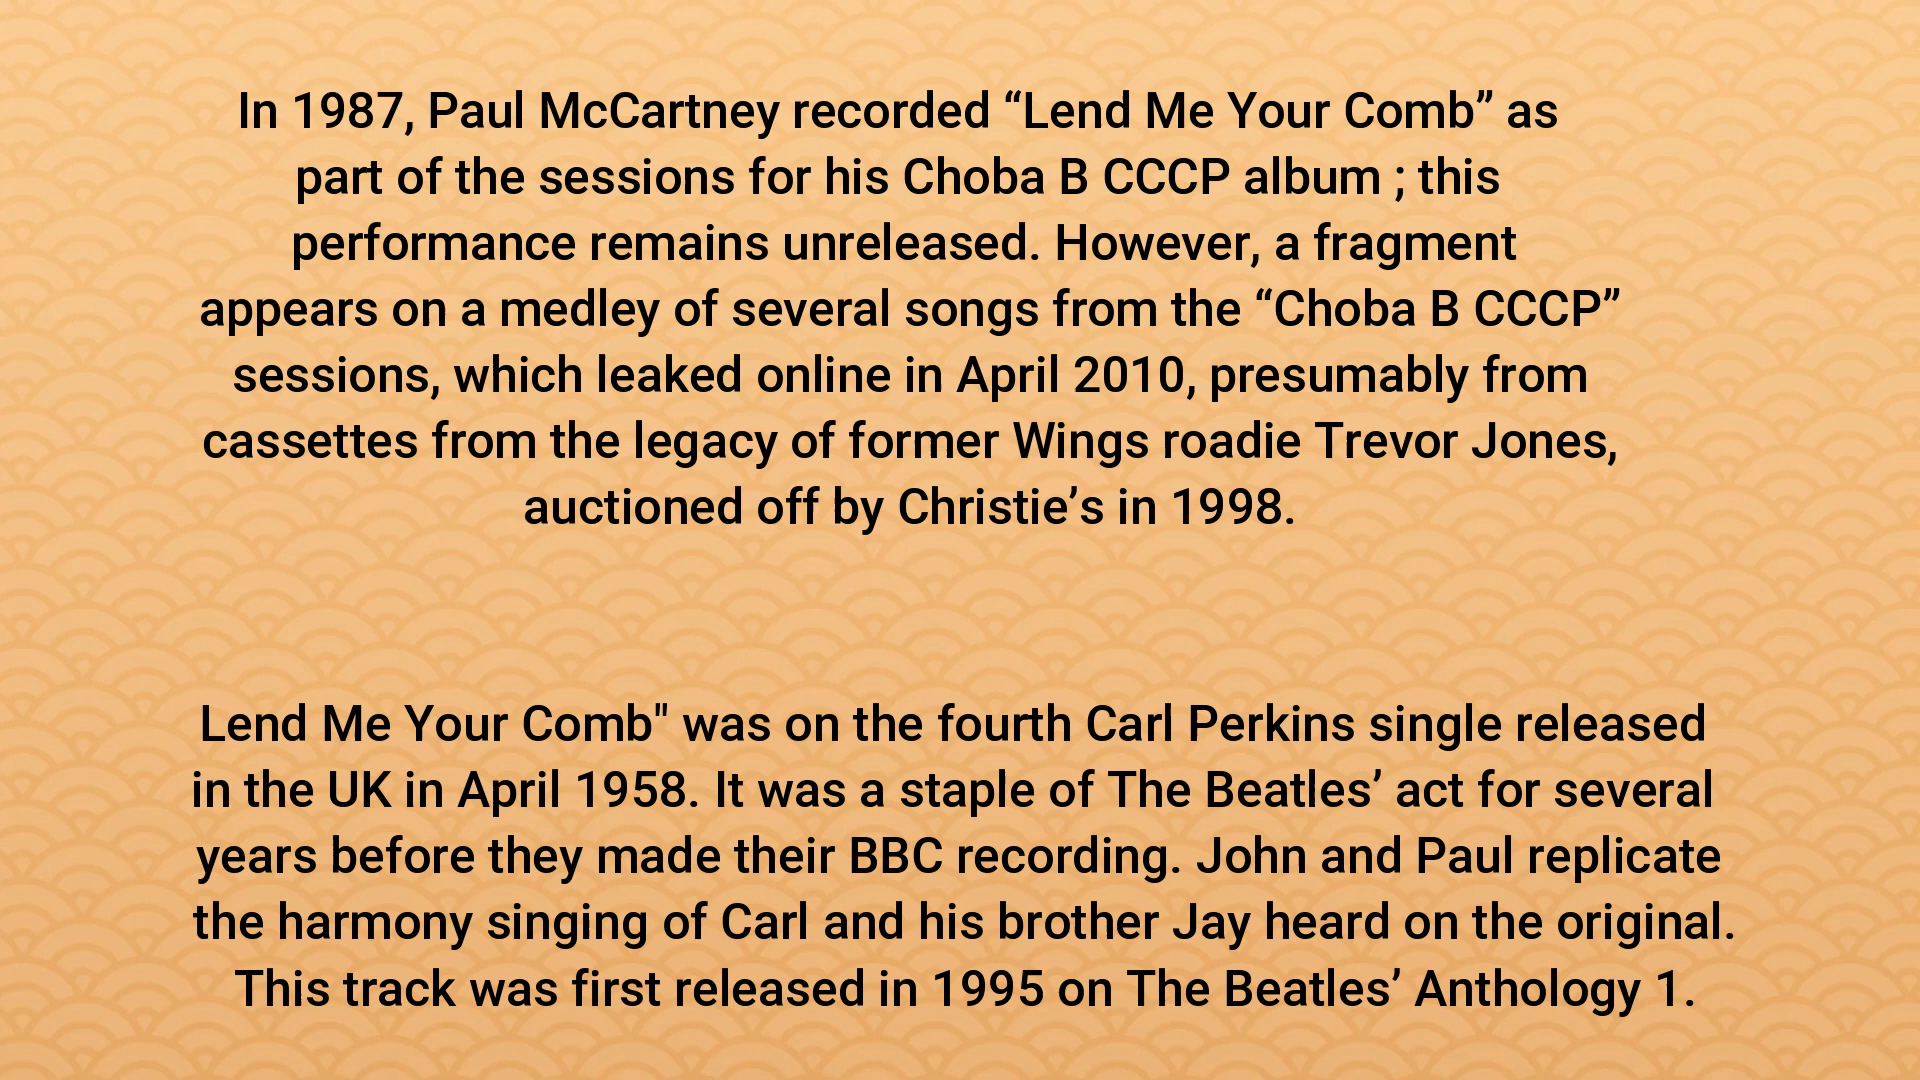 In 1987, Paul McCartney recorded “Lend Me Your Comb” as
part of the sessions for his Choba B CCCP album ; this
performance remains unreleased. However, a fragment
appears on a medley of several songs from the “Choba B CCCP”
sessions, which leaked online in April 2010, presumably from
cassettes from the legacy of former Wings roadie Trevor Jones,
auctioned off by Christie’s in 1998.
Lend Me Your Comb" was on the fourth Carl Perkins single released
in the UK in April 1958. It was a staple of The Beatles’ act for several
years before they made their BBC recording. John and Paul replicate
the harmony singing of Carl and his brother Jay heard on the original.
This track was first released in 1995 on The Beatles’ Anthology 1.